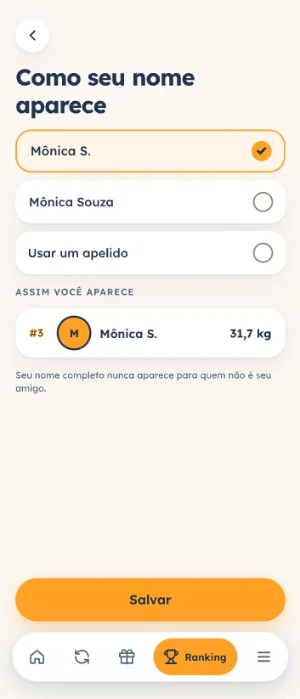 Como seu nome
aparece
Mônica S.
Mônica Souza
Usar um apelido
ASSIM VOCÊ APARECE
#3 M Mônica S. 31,7 kg
Seu nome completo nunca aparece para quem não é seu
amigo.
Salvar
Ranking